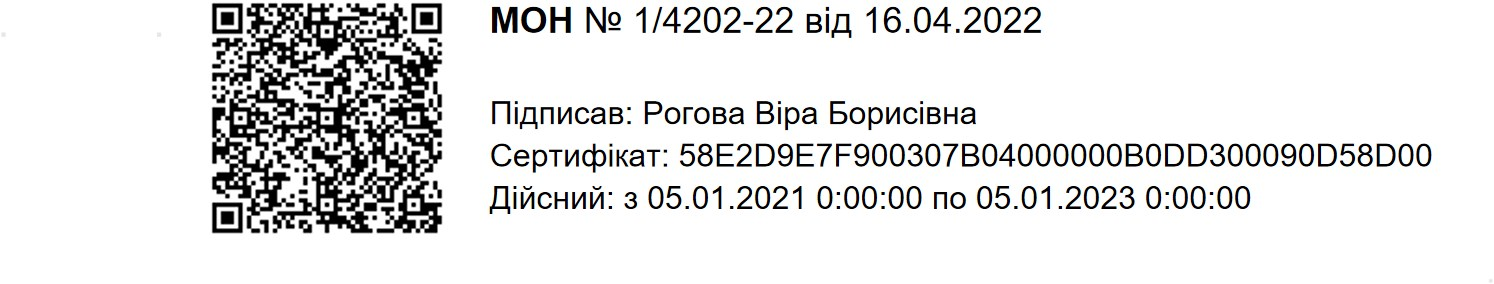 МОН № 1/4202-22 від 16.04.2022
Підписав: Рогова Віра Борисівна
Сертифікат: 58E2D9E7F900307B04000000B0DD300090D58D00
Дійсний: з 05.01.2021 0:00:00 по 05.01.2023 0:00:00